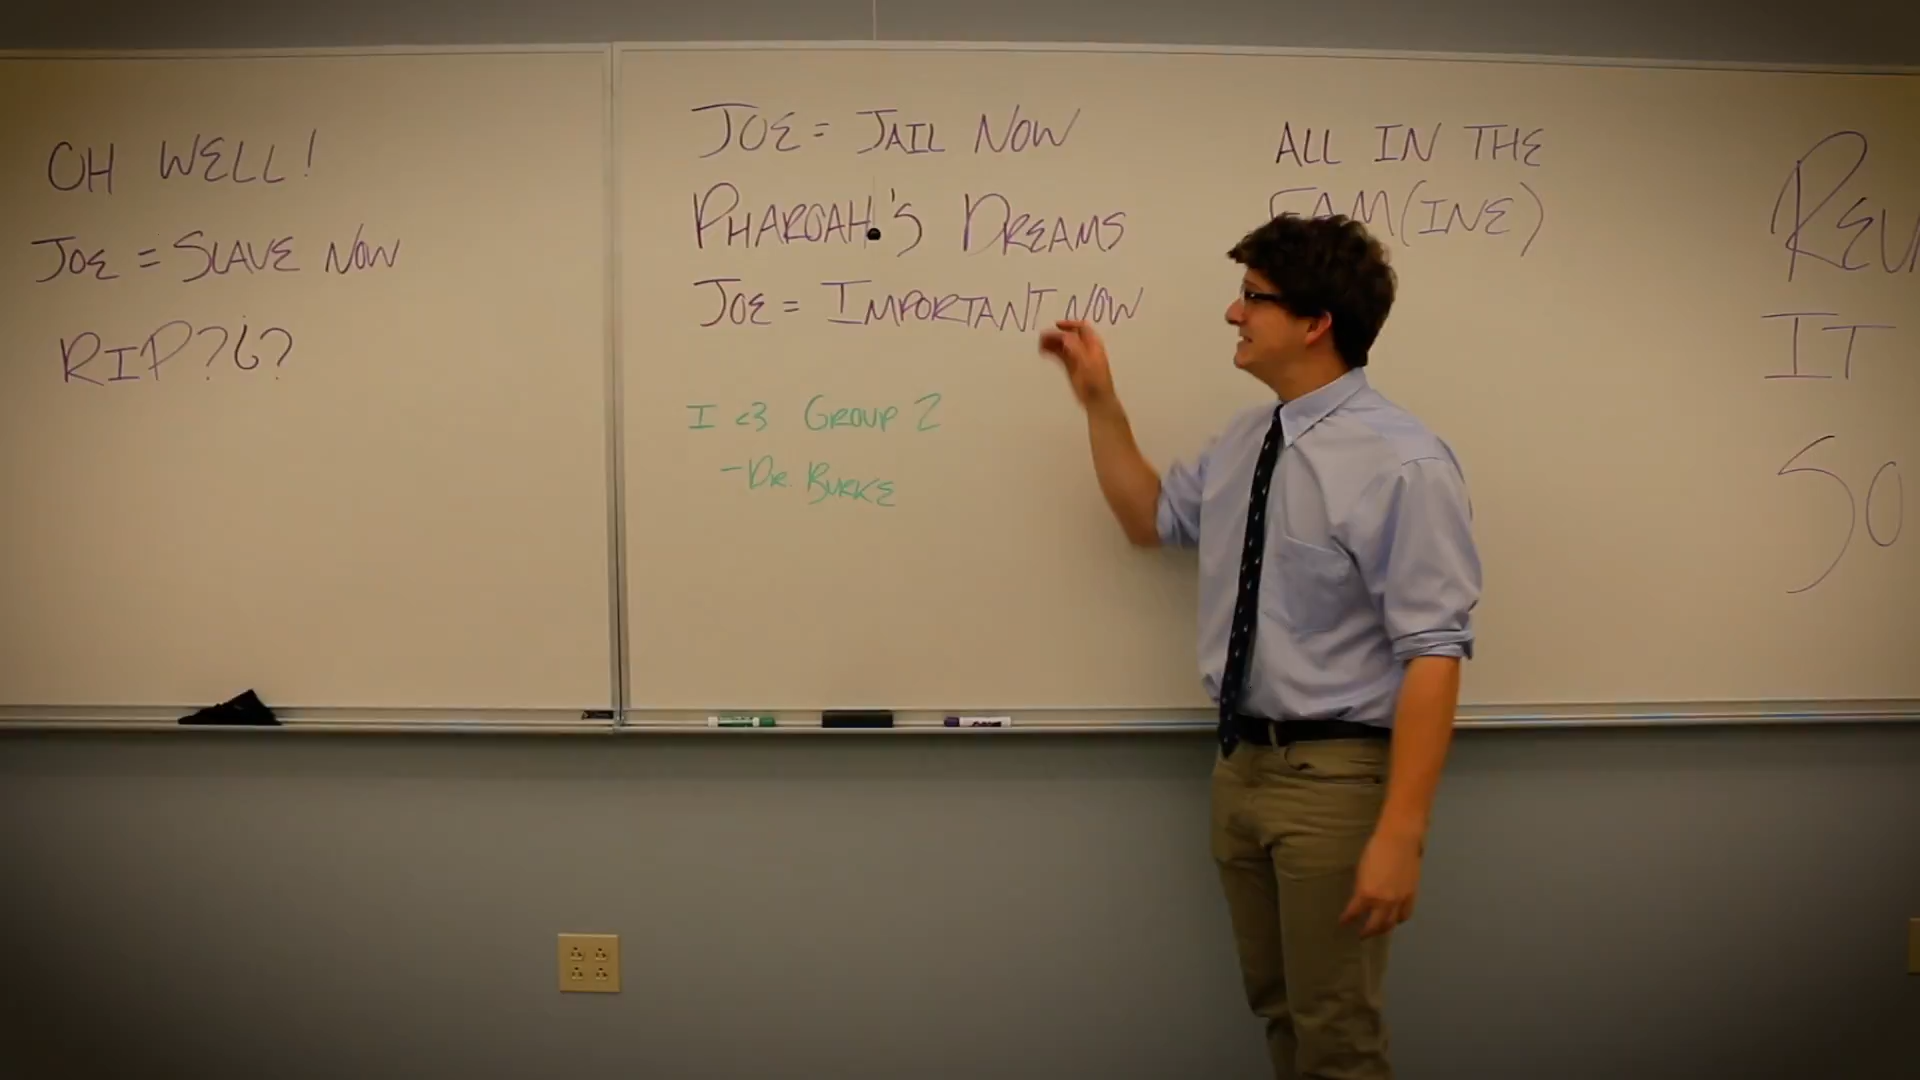 OH WELL!
JOE = SLAVE NOW
RIP?¿?
JOE = JAIL NOW
PHAROAH'S DREAMS
JOE = IMPORTANT NOW
I <3 GROUP 2
-DR. BURKE
ALL IN THE
FAM(INE)
IT
SO